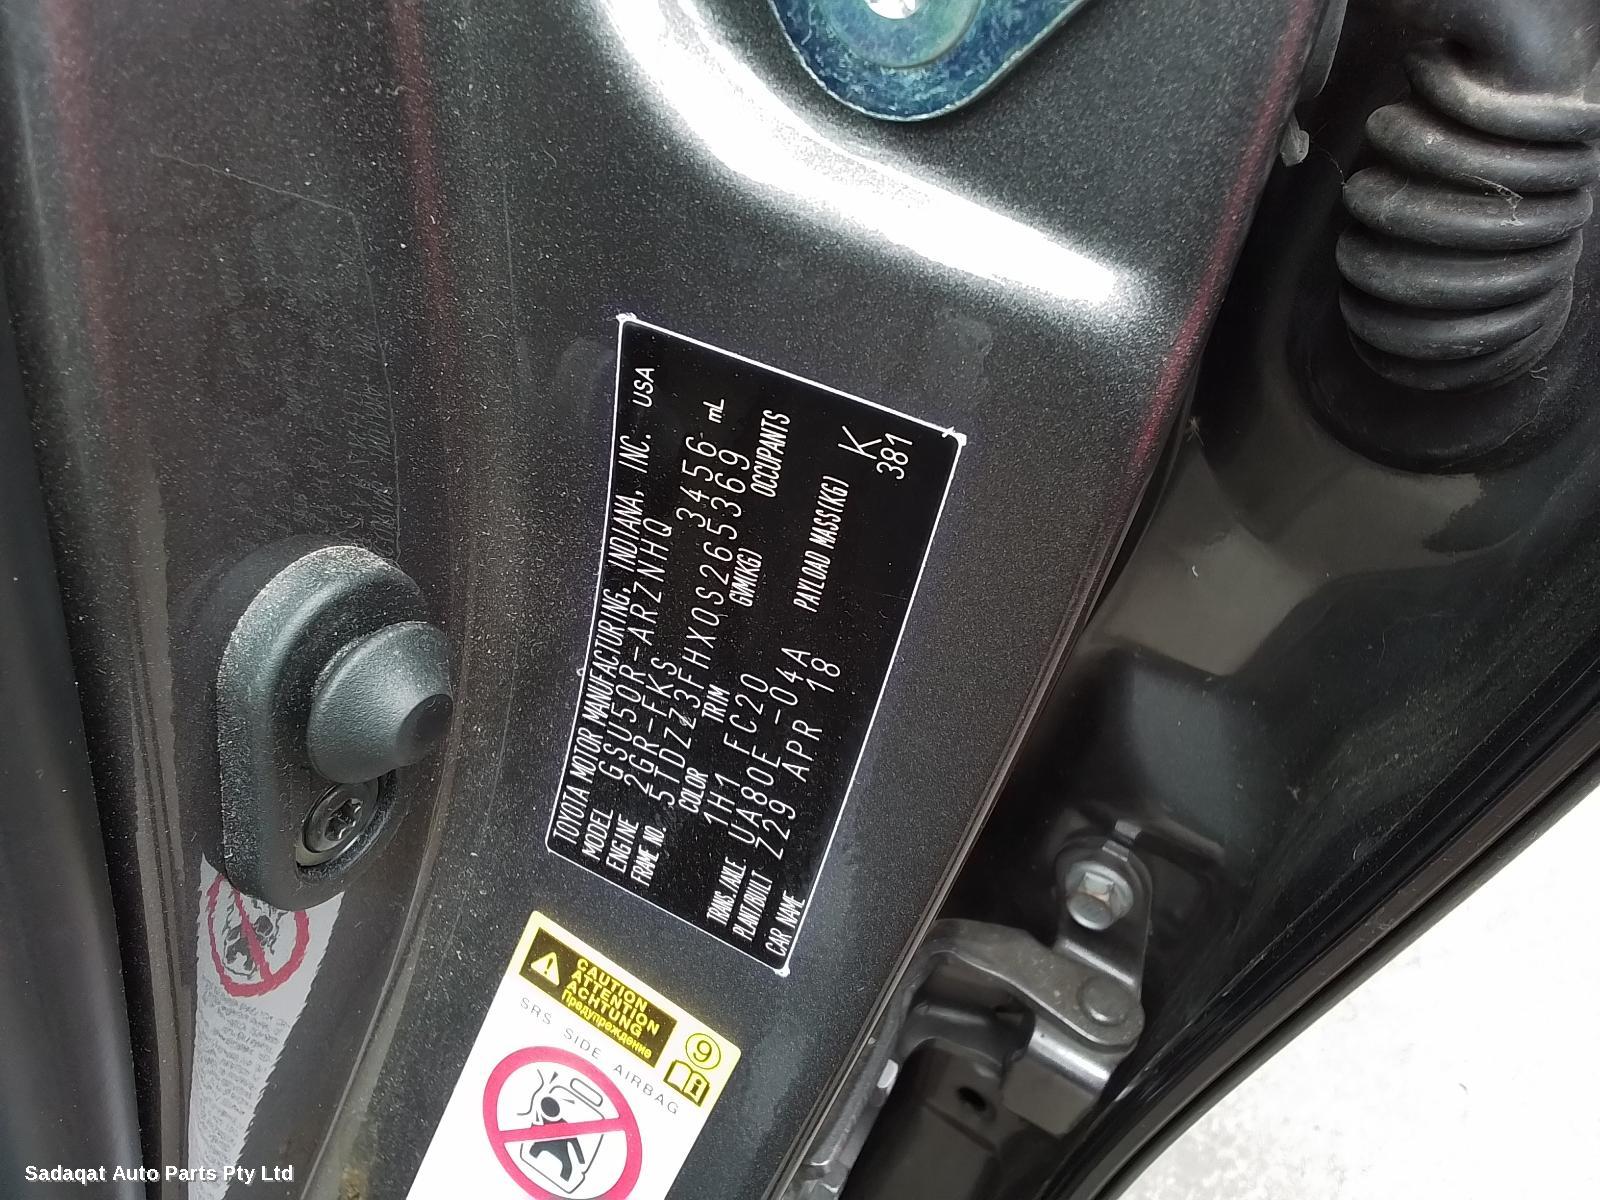 TOYOTA MOTOR MANUFACTURING, INDIANA, INC. USA
MODEL GSU50R-ARZNHQ
ENGINE 2GR-FKS 3456 mL
FRAME NO. 5TDZZ3FHX0S265369
COLOR TRIM GVM(KG) OCCUPANTS
1H1 FC20
TRANS./AXLE UA80E-04A PAYLOAD MASS(KG) K
PLANT/BUILT Z29 APR 18 381
CAR NAME
CAUTION
ATTENTION
ACHTUNG
Предупреждение
9
SRS SIDE AIRBAG
Sadaqat Auto Parts Pty Ltd